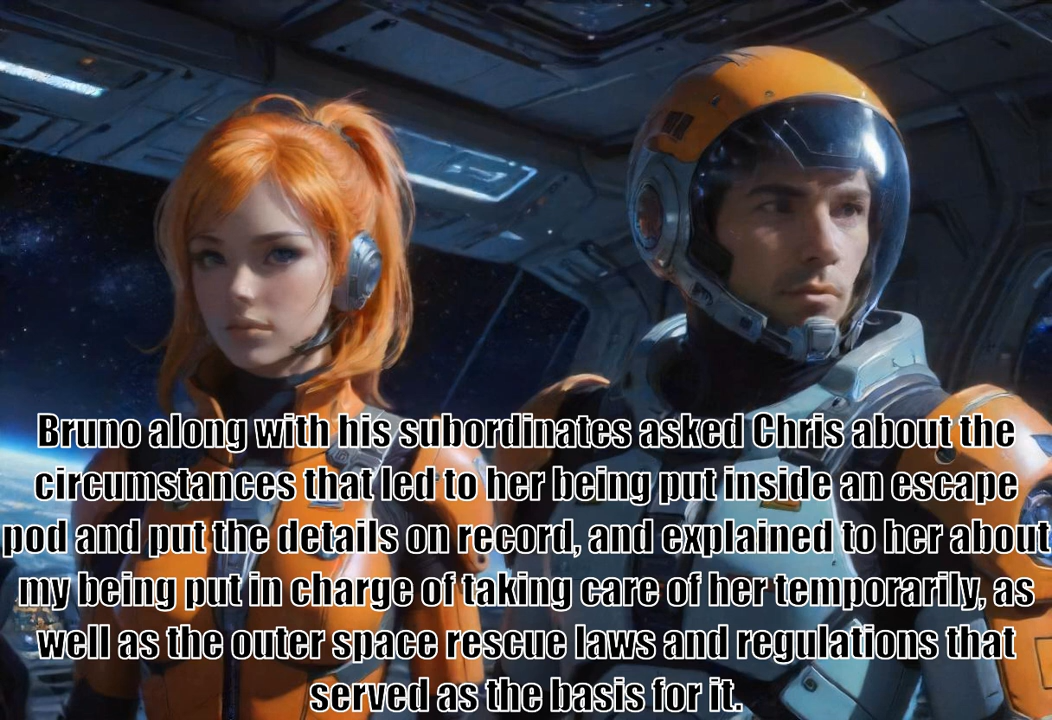 Bruno along with his subordinates asked Chris about the
circumstances that led to her being put inside an escape
pod and put the details on record, and explained to her about
my being put in charge of taking care of her temporarily, as
well as the outer space rescue laws and regulations that
served as the basis for it.